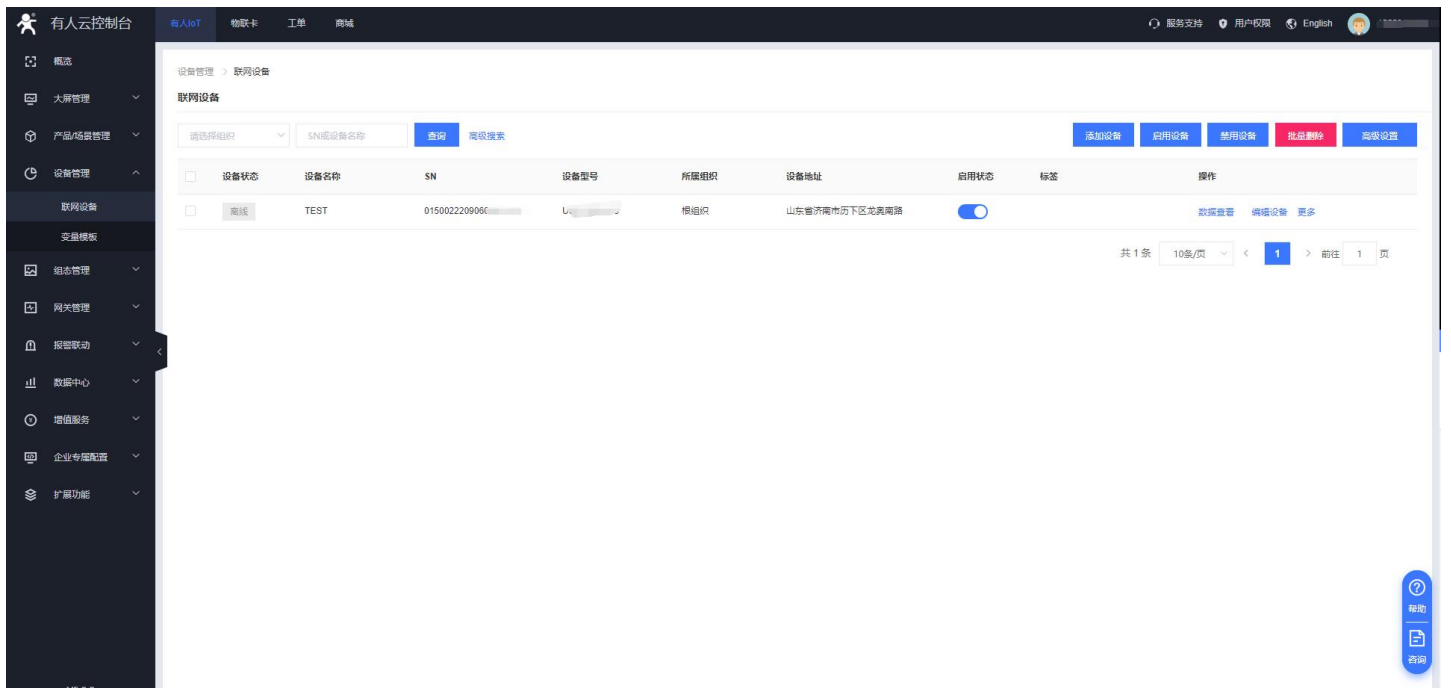 有人云控制台
有人IoT 物联卡 工单 商城
服务支持 用户权限 English
概览
大屏管理
产品/场景管理
设备管理
联网设备
变量模板
组态管理
网关管理
报警联动
数据中心
增值服务
企业专属配置
扩展功能
设备管理 > 联网设备
联网设备
请选择组织 SN或设备名称 查询 高级搜索 添加设备 启用设备 禁用设备 批量删除 高级设置
设备状态 设备名称 SN 设备型号 所属组织 设备地址 启用状态 标签 操作
离线 TEST 0150022209060 根组织 山东省济南市历下区龙奥南路 数据查看 编辑设备 更多
共 1 条 10条/页 < 1 > 前往 1 页
帮助
咨询